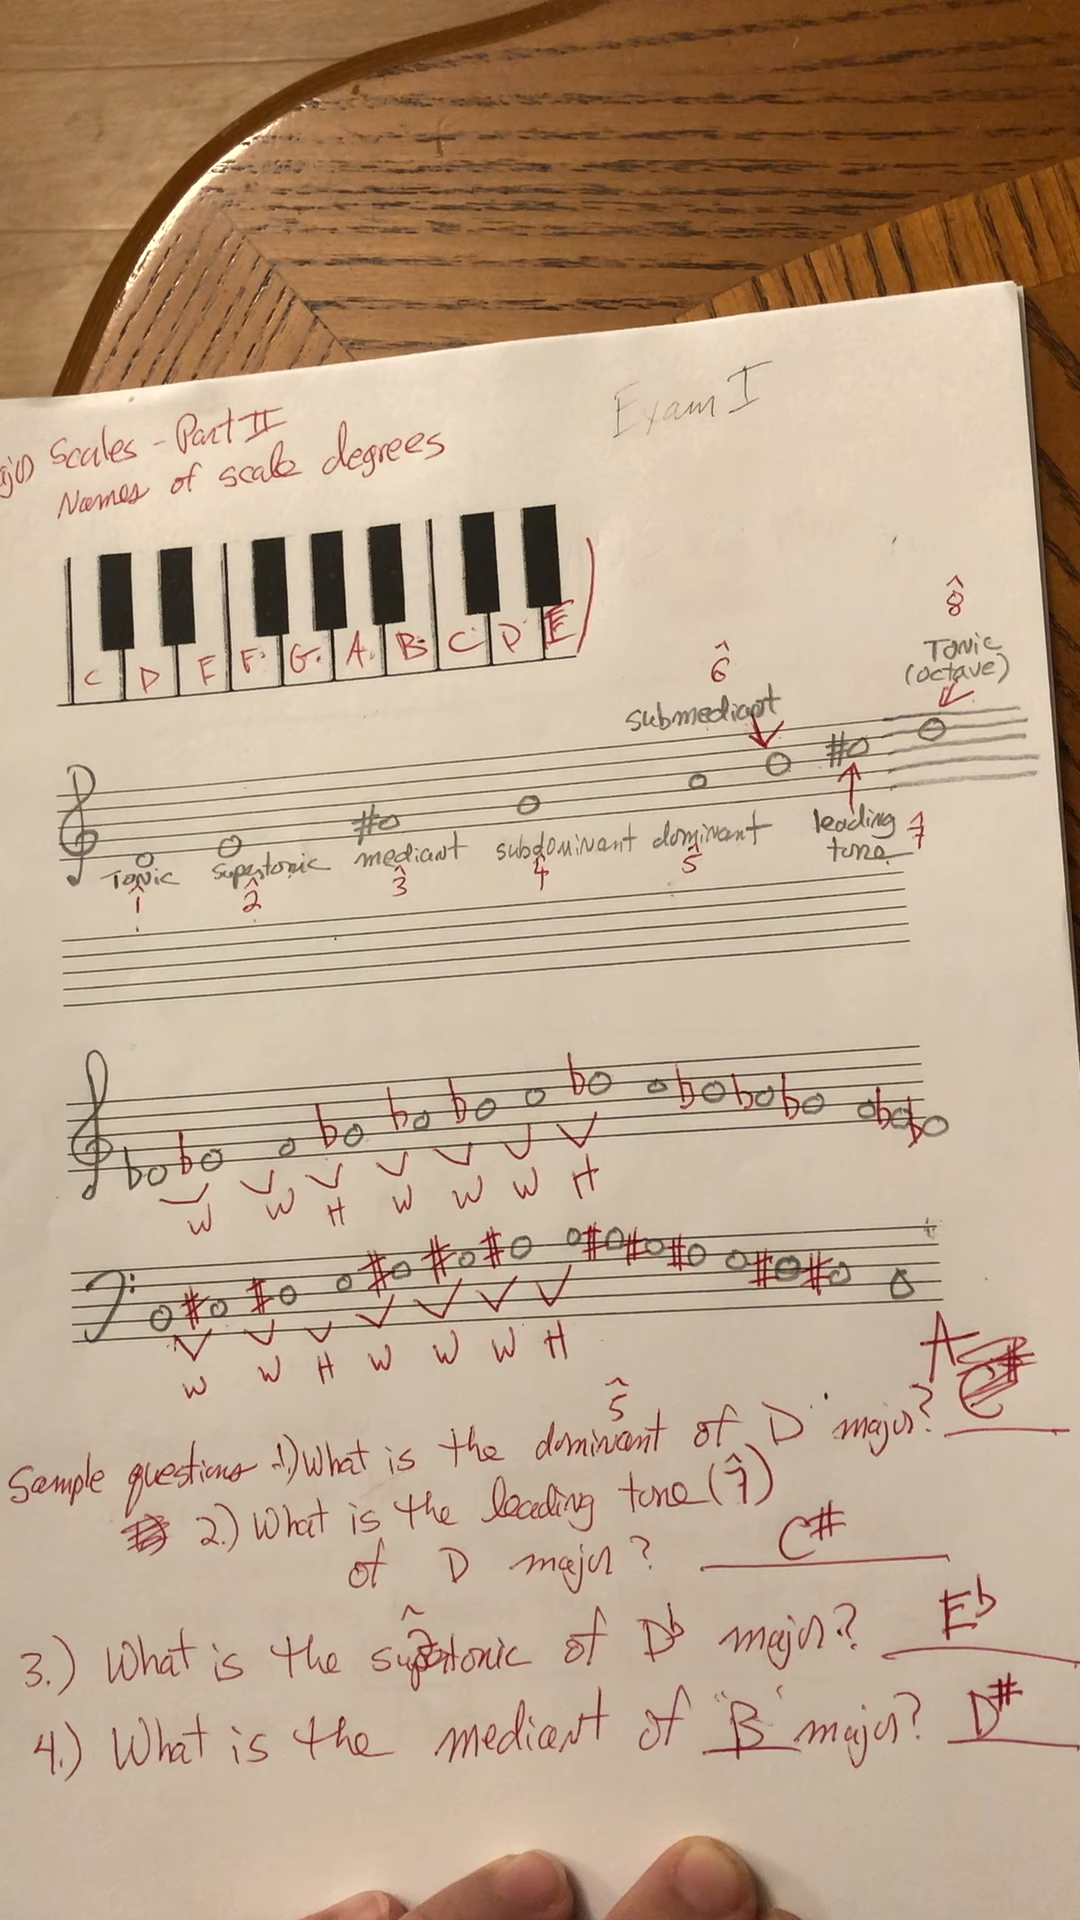 Exam I
Scales - Part II
Names of scale degrees
C D E F G. A. B C D E
8
Tonic
(octave)
6
submediant
Tonic supertonic mediant subdominant dominant leading tone
1 2 3 4 5 7
W W H W W W H
W W H W W W H
5
Sample questions - 1) What is the dominant of D major? A
2.) What is the leading tone (7)
of D major? C#
3.) What is the supertonic of Db major? Eb
4.) What is the mediant of "B" major? D#